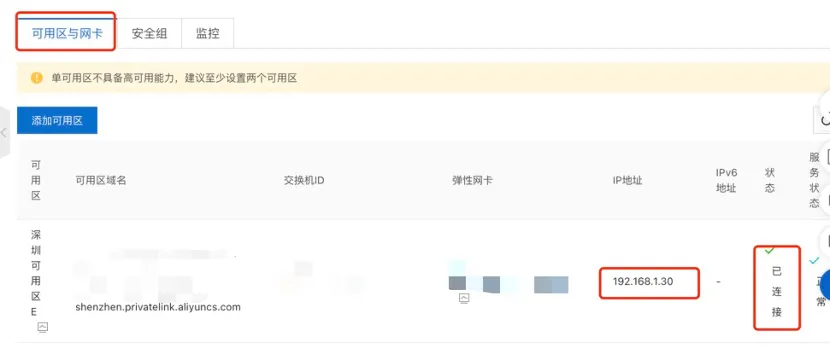 可用区与网卡
安全组
监控
单可用区不具备高可用能力，建议至少设置两个可用区
添加可用区
可用区
可用区域名
交换机ID
弹性网卡
IP地址
IPv6地址
状态
服务状态
深圳可用区E
shenzhen.privatelink.aliyuncs.com
192.168.1.30
-
已连接
正常